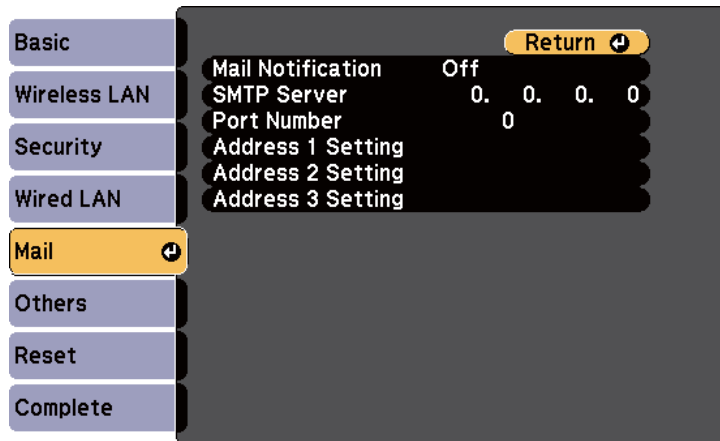 Basic
Wireless LAN
Security
Wired LAN
Mail
Others
Reset
Complete
Return
Mail Notification Off
SMTP Server 0. 0. 0. 0
Port Number 0
Address 1 Setting
Address 2 Setting
Address 3 Setting